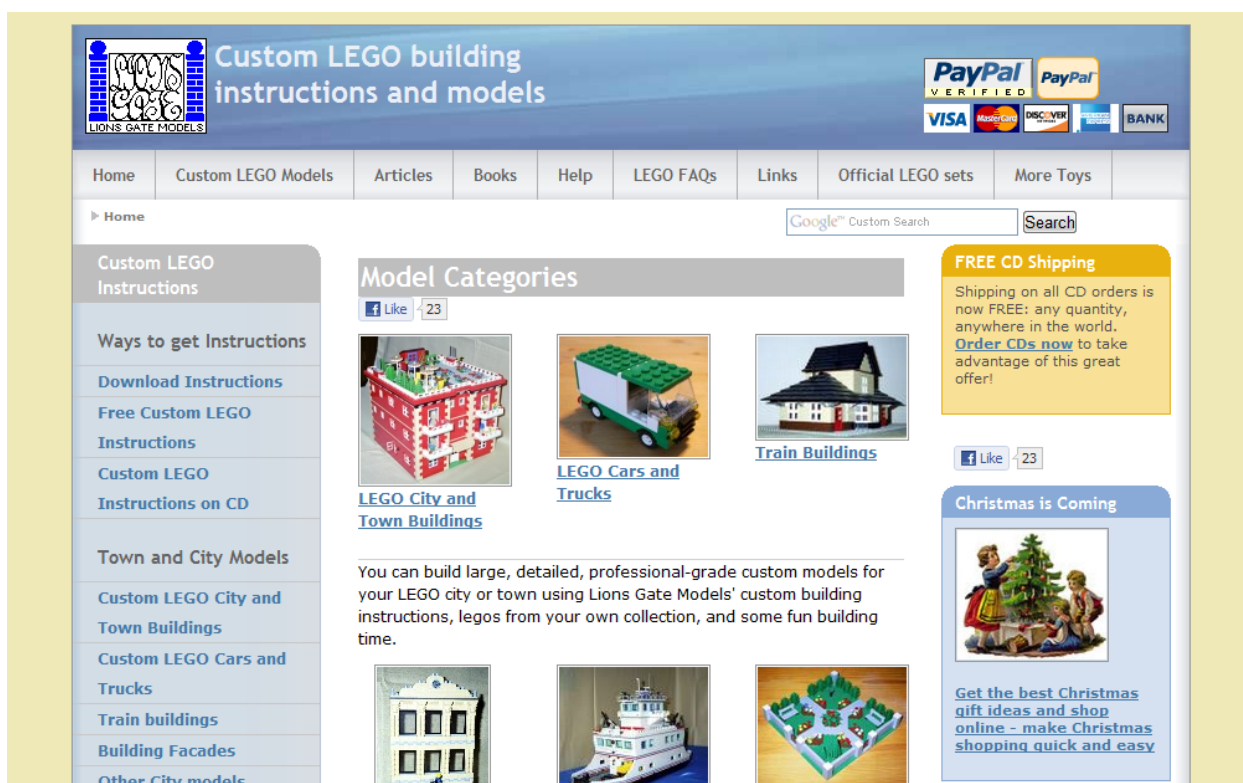 LIONS GATE MODELS
Custom LEGO building
instructions and models
PayPal PayPal
VERIFIED
VISA MasterCard DISCOVER BANK
Home Custom LEGO Models Articles Books Help LEGO FAQs Links Official LEGO sets More Toys
Home
Google™ Custom Search Search
Custom LEGO
Instructions
Ways to get Instructions
Download Instructions
Free Custom LEGO
Instructions
Custom LEGO
Instructions on CD
Town and City Models
Custom LEGO City and
Town Buildings
Custom LEGO Cars and
Trucks
Train buildings
Building Facades
Other City models
Model Categories
Like 23
LEGO City and
Town Buildings
LEGO Cars and
Trucks
Train Buildings
You can build large, detailed, professional-grade custom models for
your LEGO city or town using Lions Gate Models' custom building
instructions, legos from your own collection, and some fun building
time.
FREE CD Shipping
Shipping on all CD orders is
now FREE: any quantity,
anywhere in the world.
Order CDs now to take
advantage of this great
offer!
Like 23
Christmas is Coming
Get the best Christmas
gift ideas and shop
online - make Christmas
shopping quick and easy